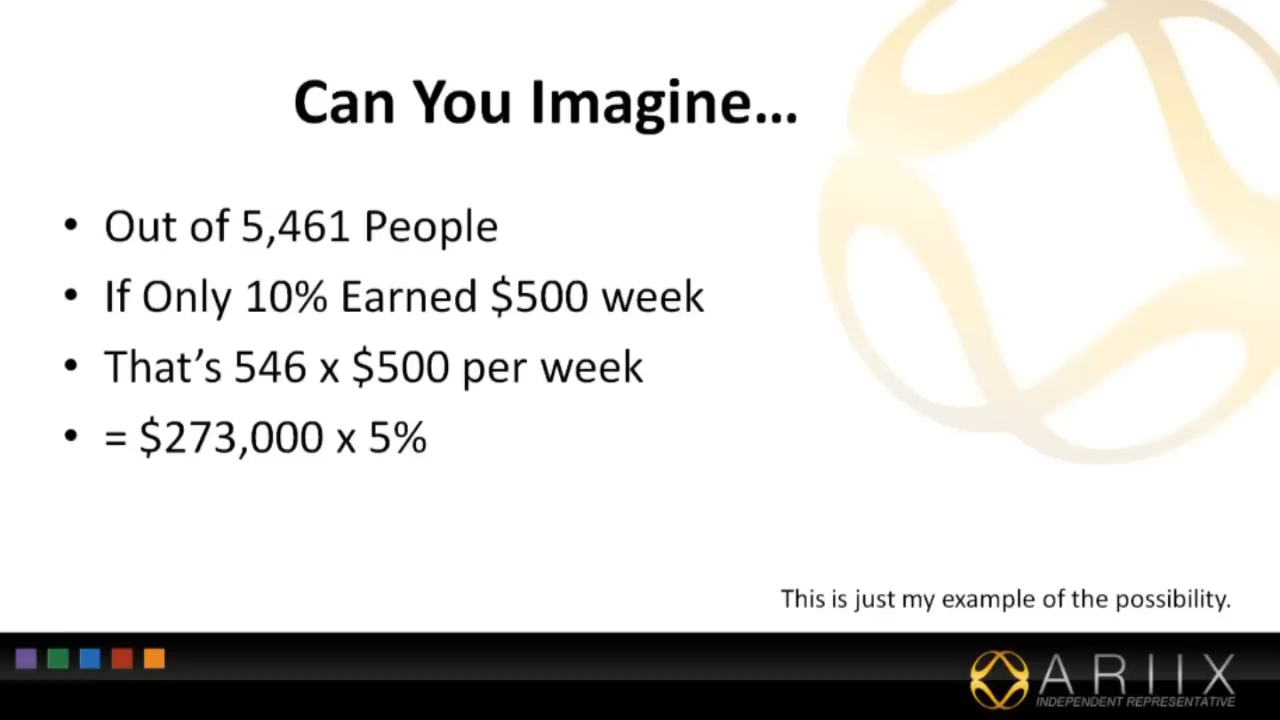 Can You Imagine...
• Out of 5,461 People
• If Only 10% Earned $500 week
• That's 546 x $500 per week
• = $273,000 x 5%
This is just my example of the possibility.
ARIIX
INDEPENDENT REPRESENTATIVE